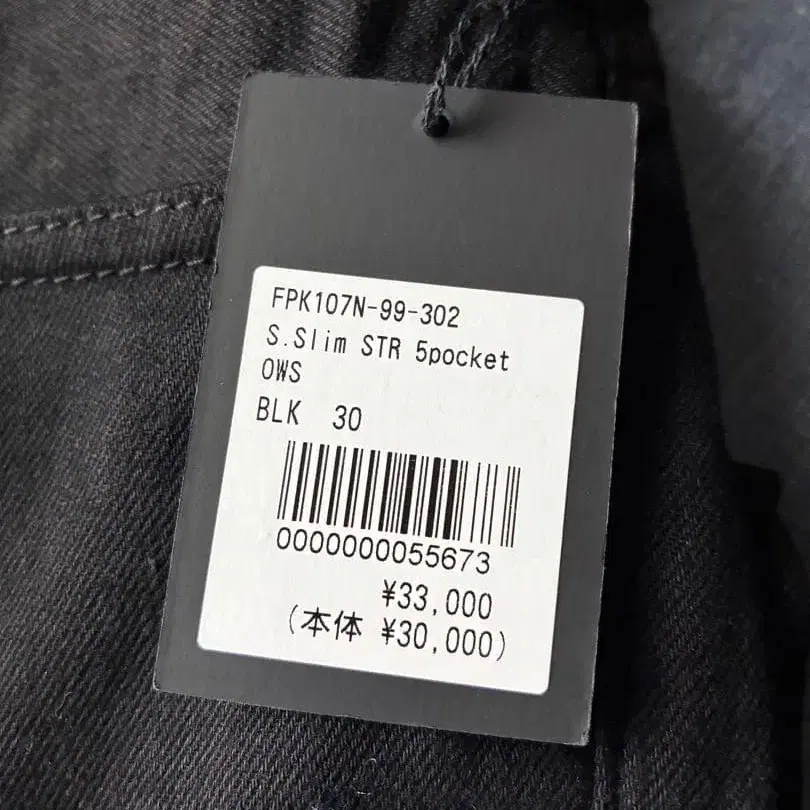 FPK107N-99-302
S.Slim STR 5pocket
OWS
BLK 30
0000000055673
¥33,000
(本体 ¥30,000)